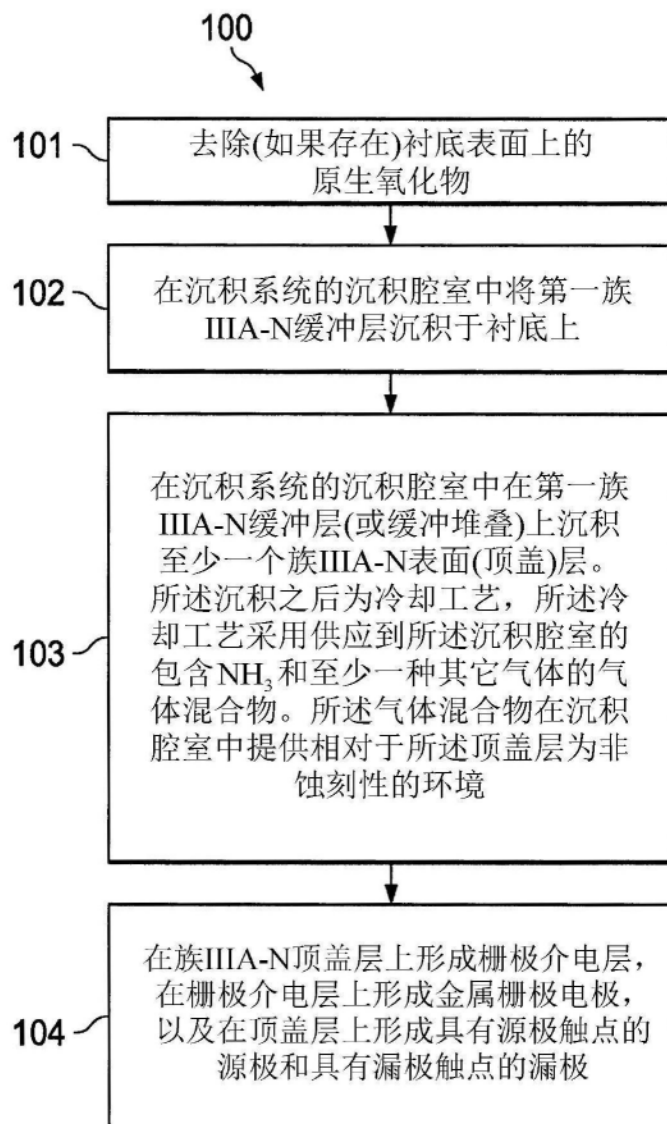 100
101
去除(如果存在)衬底表面上的
原生氧化物
102
在沉积系统的沉积腔室中将第一族
IIIA-N缓冲层沉积于衬底上
103
在沉积系统的沉积腔室中在第一族
IIIA-N缓冲层(或缓冲堆叠)上沉积
至少一个族IIIA-N表面(顶盖)层。
所述沉积之后为冷却工艺，所述冷
却工艺采用供应到所述沉积腔室的
包含NH₃和至少一种其它气体的气
体混合物。所述气体混合物在沉积
腔室中提供相对于所述顶盖层为非
蚀刻性的环境
104
在族IIIA-N顶盖层上形成栅极介电层，
在栅极介电层上形成金属栅极电极，
以及在顶盖层上形成具有源极触点的
源极和具有漏极触点的漏极